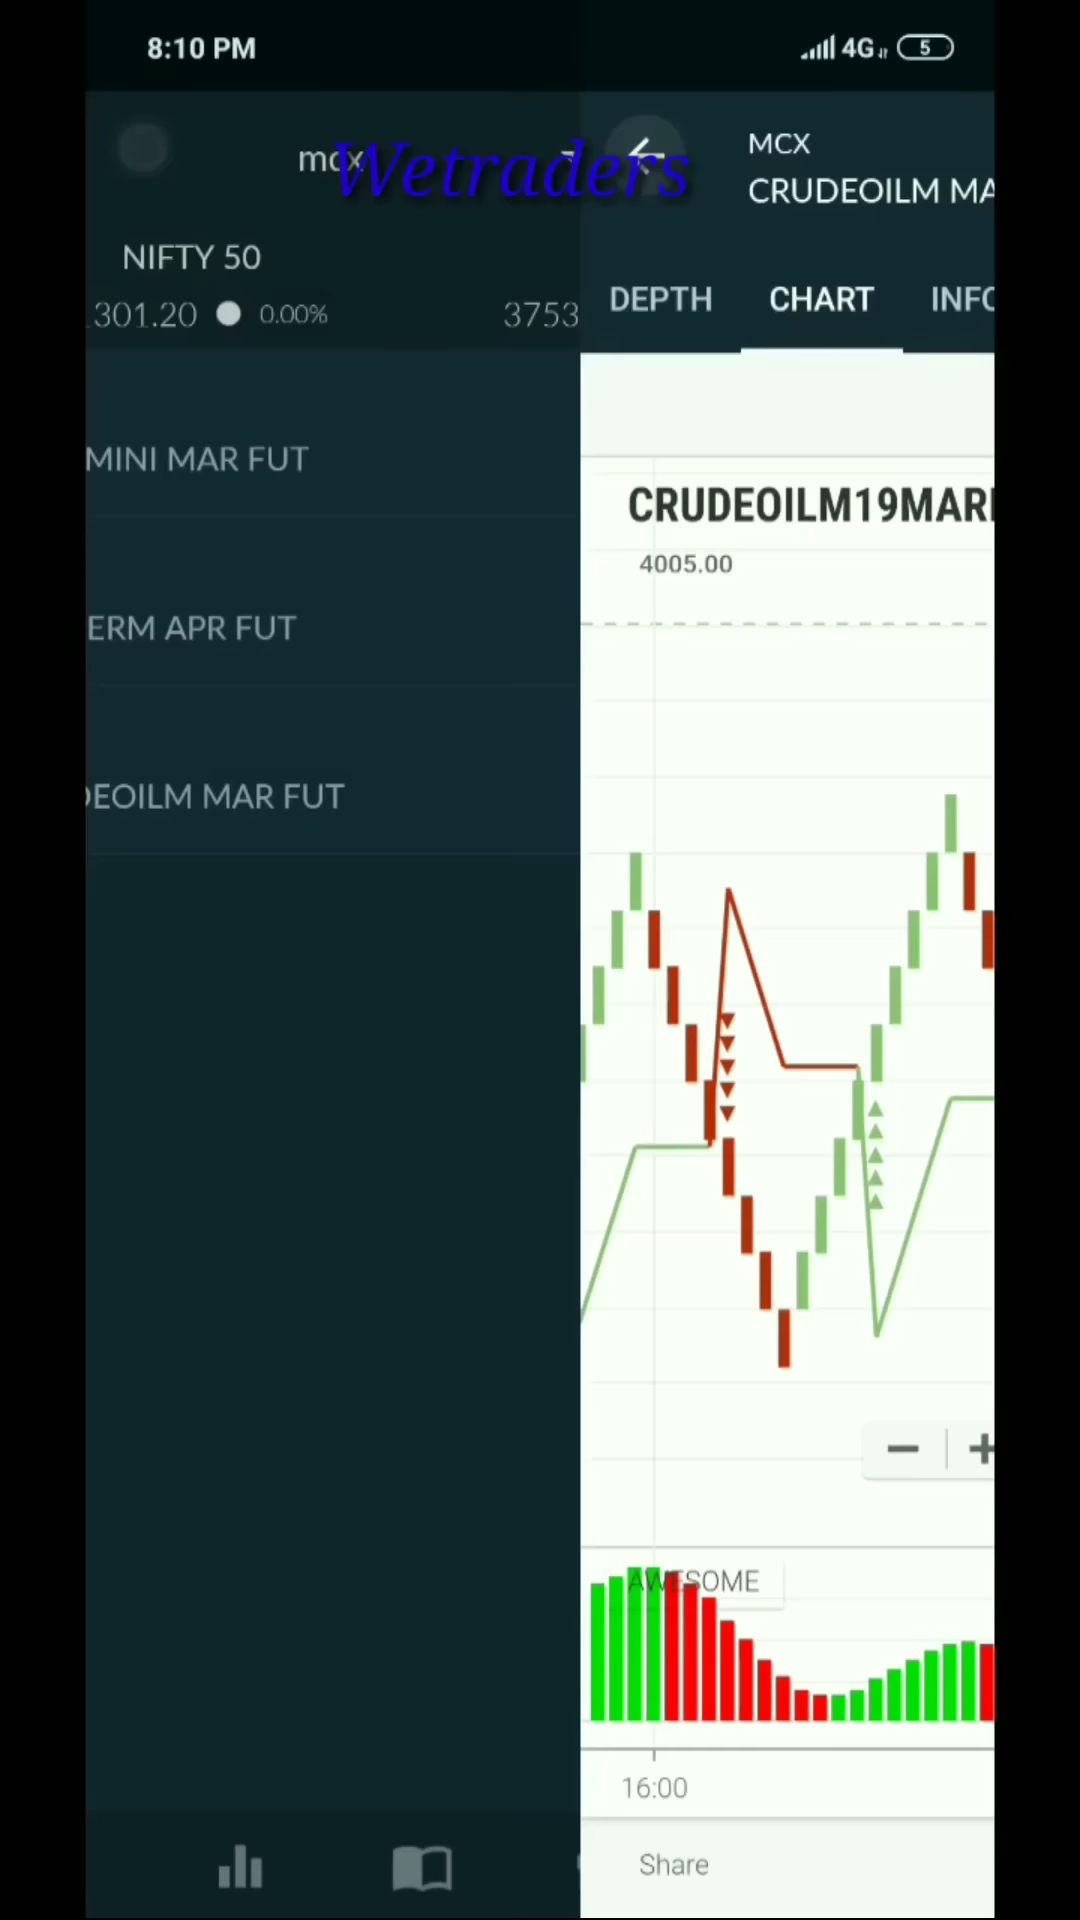 8:10 PM
4G
5
mcx
Wetraders
MCX
CRUDEOILM MA
NIFTY 50
301.20
0.00%
3753
DEPTH
CHART
INFO
MINI MAR FUT
CRUDEOILM19MAR
4005.00
ERM APR FUT
DEOILM MAR FUT
AWESOME
16:00
Share